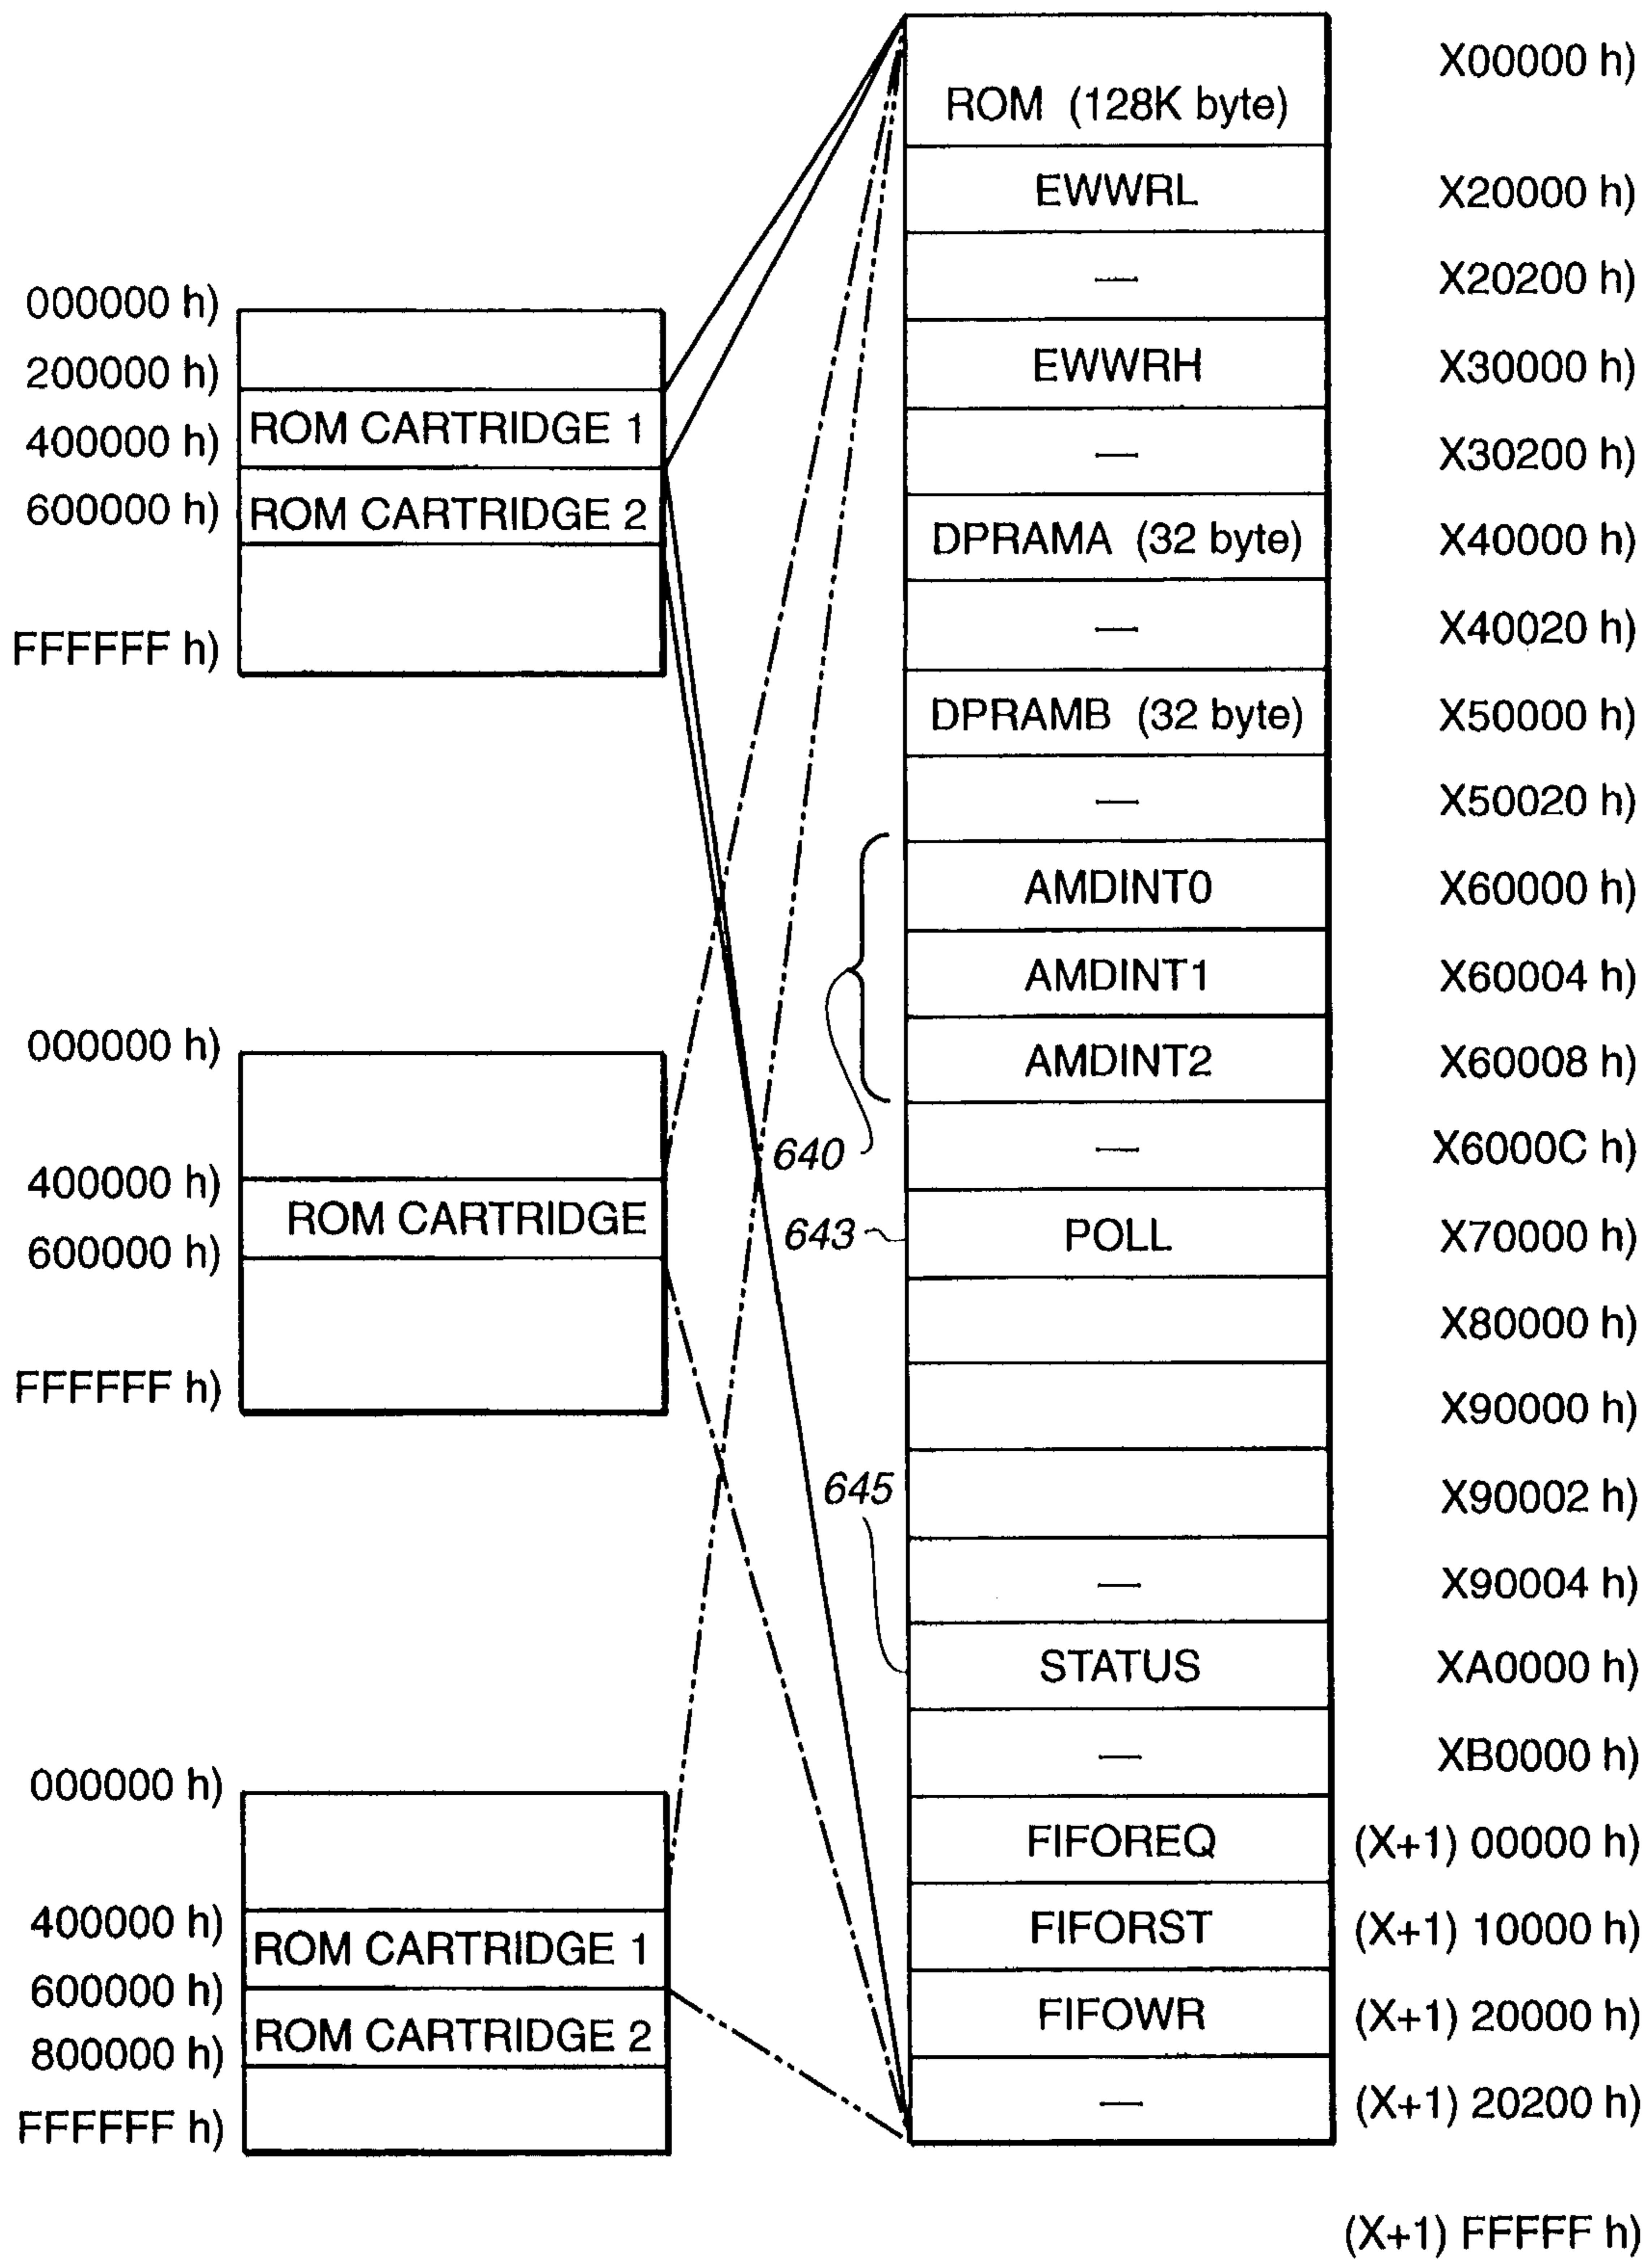 000000 h)
200000 h)
ROM CARTRIDGE 1
400000 h)
600000 h)
ROM CARTRIDGE 2
FFFFFF h)
000000 h)
400000 h)
ROM CARTRIDGE
600000 h)
FFFFFF h)
000000 h)
400000 h)
ROM CARTRIDGE 1
600000 h)
ROM CARTRIDGE 2
800000 h)
FFFFFF h)
640
643
645
X00000 h)
ROM (128K byte)
EWWRL X20000 h)
— X20200 h)
EWWRH X30000 h)
— X30200 h)
DPRAMA (32 byte) X40000 h)
— X40020 h)
DPRAMB (32 byte) X50000 h)
— X50020 h)
AMDINT0 X60000 h)
AMDINT1 X60004 h)
AMDINT2 X60008 h)
— X6000C h)
POLL X70000 h)
X80000 h)
X90000 h)
X90002 h)
— X90004 h)
STATUS XA0000 h)
— XB0000 h)
FIFOREQ (X+1) 00000 h)
FIFORST (X+1) 10000 h)
FIFOWR (X+1) 20000 h)
— (X+1) 20200 h)
(X+1) FFFFF h)